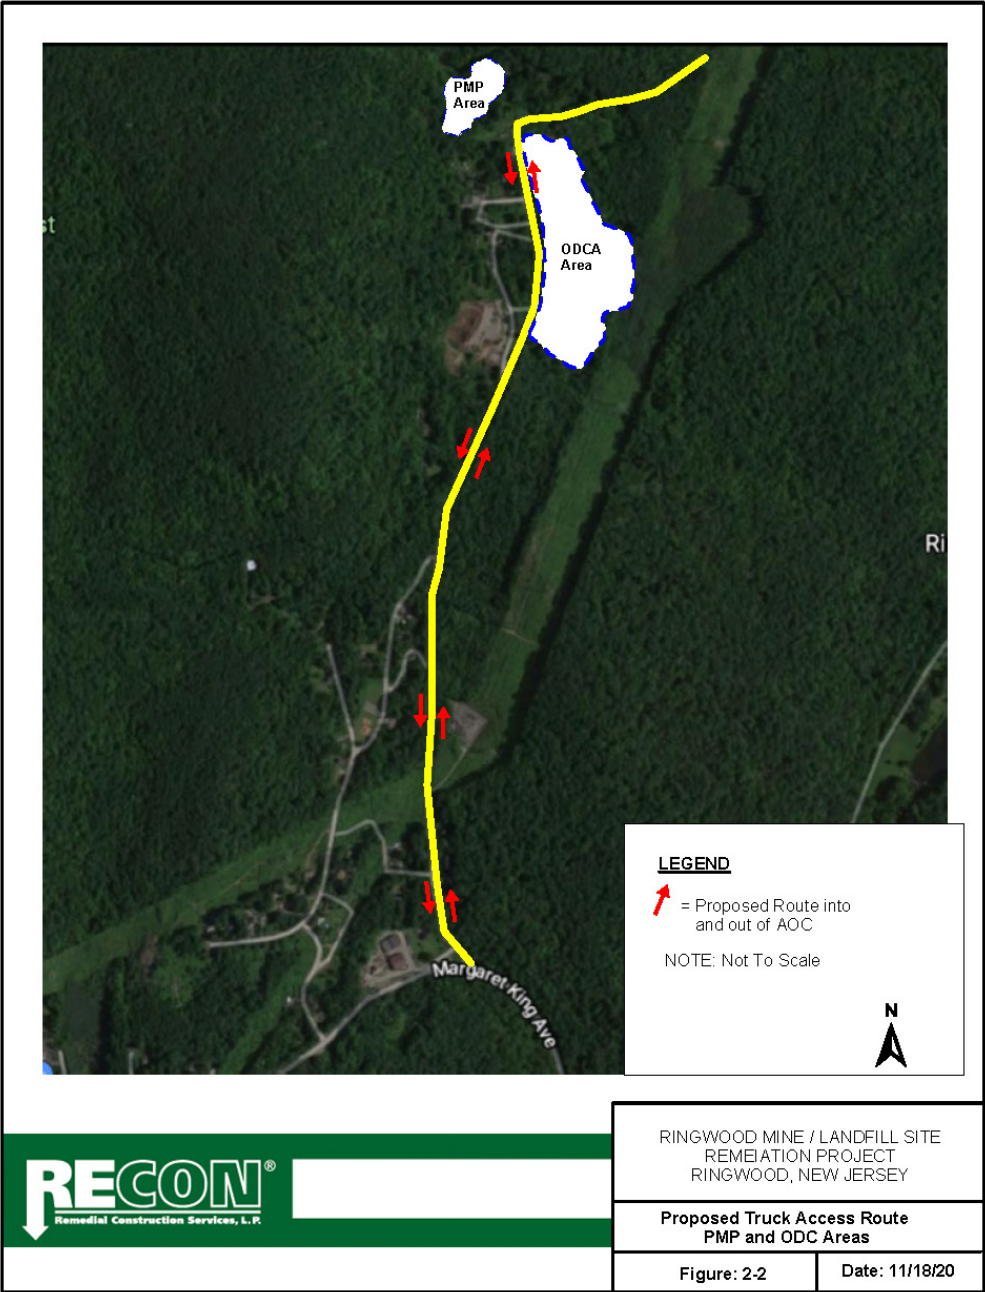 PMP
Area
ODCA
Area
st
Ri
Margaret King Ave
LEGEND
= Proposed Route into
and out of AOC
NOTE: Not To Scale
N
RECON®
Remedial Construction Services, L.P.
RINGWOOD MINE / LANDFILL SITE
REMEIATION PROJECT
RINGWOOD, NEW JERSEY
Proposed Truck Access Route
PMP and ODC Areas
Figure: 2-2
Date: 11/18/20